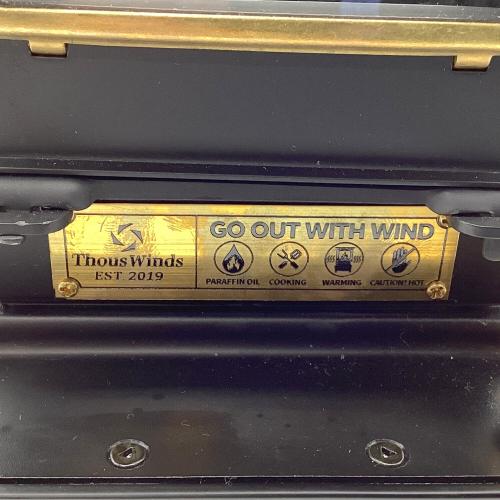 ThousWinds
EST 2019
GO OUT WITH WIND
PARAFFIN OIL
COOKING
WARMING
CAUTION! HOT